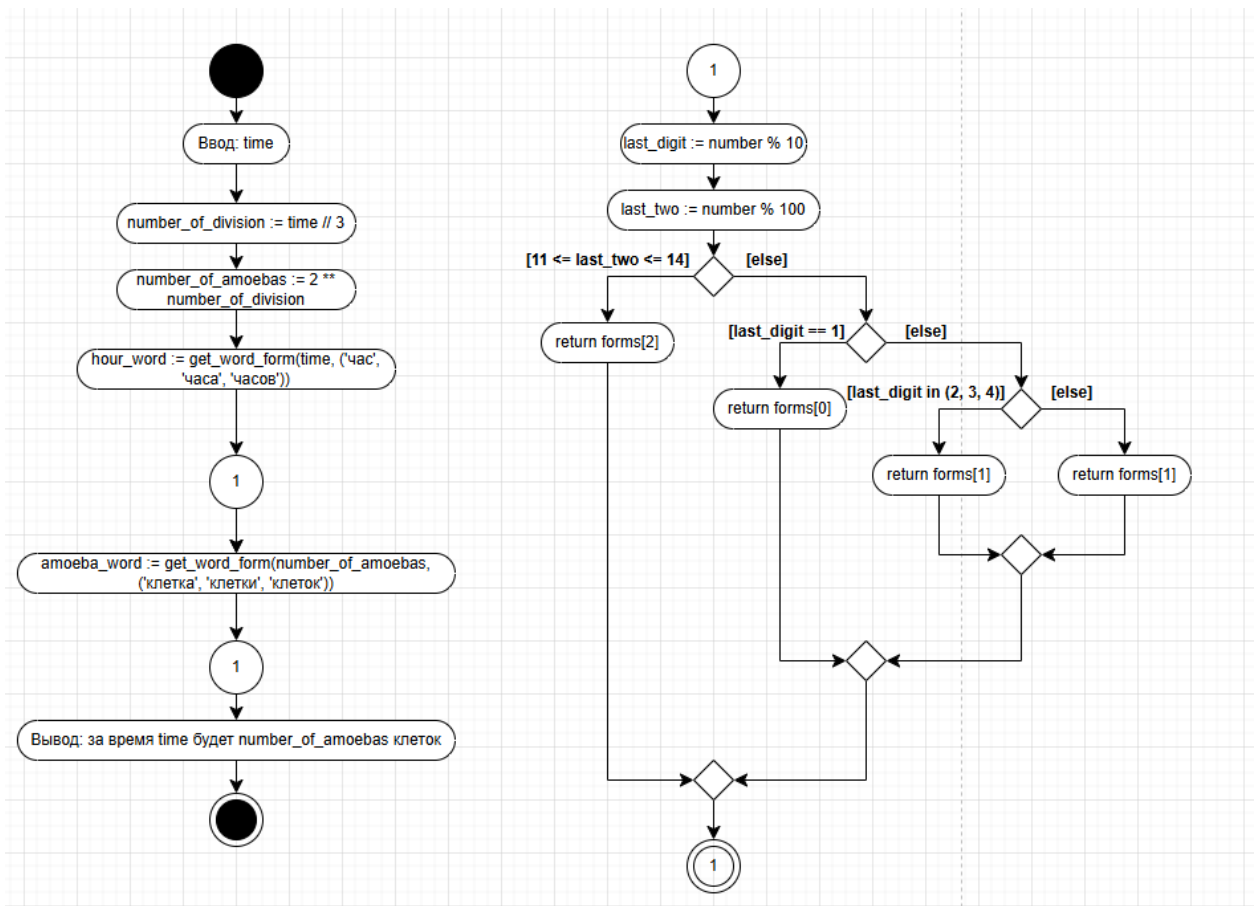 Ввод: time
number_of_division := time // 3
number_of_amoebas := 2 **
number_of_division
hour_word := get_word_form(time, ('час',
'часа', 'часов'))
1
amoeba_word := get_word_form(number_of_amoebas,
('клетка', 'клетки', 'клеток'))
1
Вывод: за время time будет number_of_amoebas клеток
1
last_digit := number % 10
last_two := number % 100
[11 <= last_two <= 14]
[else]
return forms[2]
[last_digit == 1]
[else]
return forms[0]
[last_digit in (2, 3, 4)]
[else]
return forms[1]
return forms[1]
1